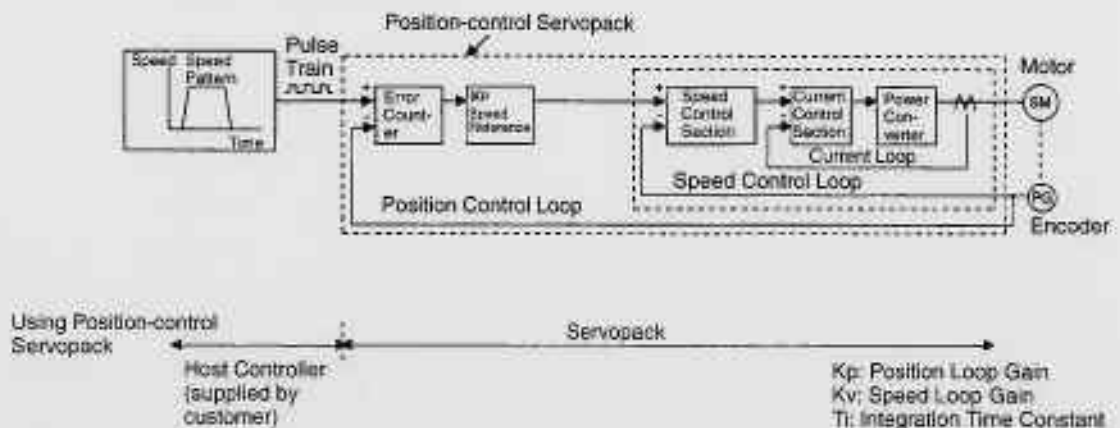 Position-control Servopack
Pulse
Train
Speed
Speed
Pattern
Time
Error
Count-
er
Kp
Speed
Reference
Speed
Control
Section
Current
Control
Section
Power
Con-
verter
Motor
SM
Current Loop
Speed Control Loop
Position Control Loop
PG
Encoder
Using Position-control
Servopack
Host Controller
(supplied by
customer)
Servopack
Kp: Position Loop Gain
Kv: Speed Loop Gain
Ti: Integration Time Constant